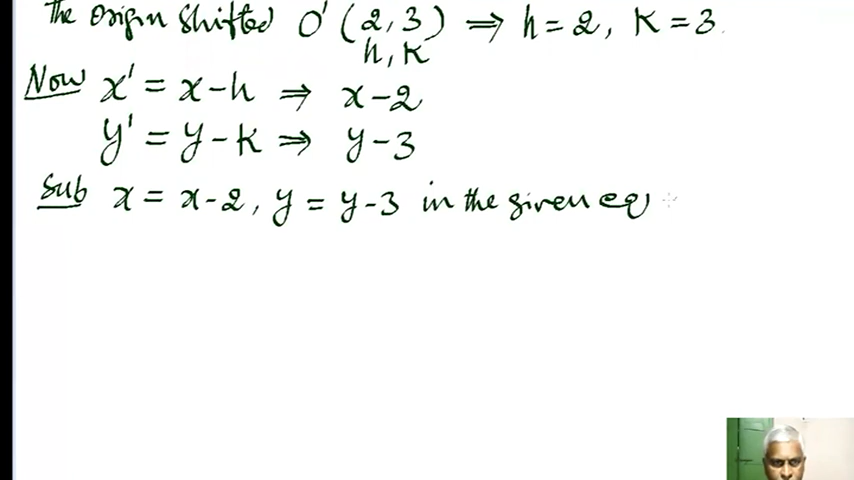 The Origin Shifted O' (2, 3) ⇒ h = 2, K = 3.
h, K
Now x' = x - h ⇒ x - 2
y' = y - K ⇒ y - 3
Sub x = x - 2, y = y - 3 in the given eq